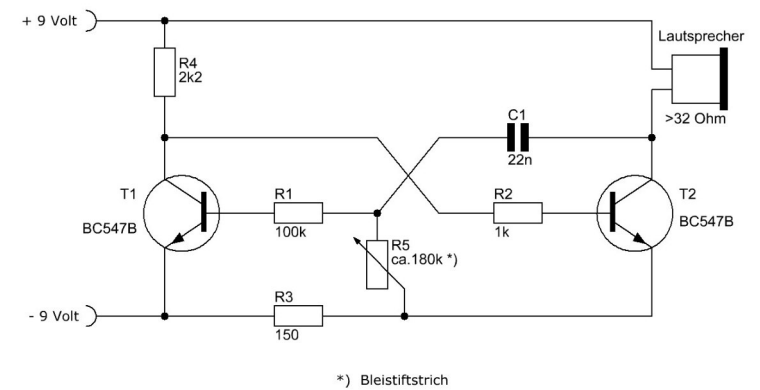 + 9 Volt
Lautsprecher
R4
2k2
>32 Ohm
C1
22n
T1
BC547B
R1
100k
R2
1k
T2
BC547B
R5
ca.180k *)
- 9 Volt
R3
150
*) Bleistiftstrich